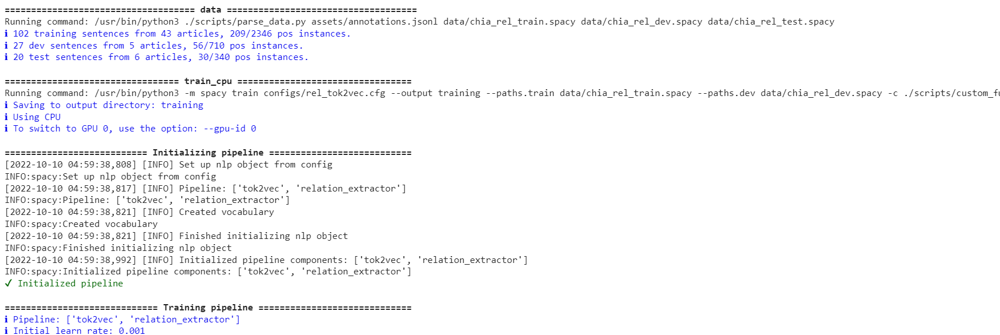 ==================================== data ====================================
Running command: /usr/bin/python3 ./scripts/parse_data.py assets/annotations.jsonl data/chia_rel_train.spacy data/chia_rel_dev.spacy data/chia_rel_test.spacy
ℹ 102 training sentences from 43 articles, 209/2346 pos instances.
ℹ 27 dev sentences from 5 articles, 56/710 pos instances.
ℹ 20 test sentences from 6 articles, 30/340 pos instances.
================================= train_cpu =================================
Running command: /usr/bin/python3 -m spacy train configs/rel_tok2vec.cfg --output training --paths.train data/chia_rel_train.spacy --paths.dev data/chia_rel_dev.spacy -c ./scripts/custom_fu
ℹ Saving to output directory: training
ℹ Using CPU
ℹ To switch to GPU 0, use the option: --gpu-id 0
=========================== Initializing pipeline ===========================
[2022-10-10 04:59:38,808] [INFO] Set up nlp object from config
INFO:spacy:Set up nlp object from config
[2022-10-10 04:59:38,817] [INFO] Pipeline: ['tok2vec', 'relation_extractor']
INFO:spacy:Pipeline: ['tok2vec', 'relation_extractor']
[2022-10-10 04:59:38,821] [INFO] Created vocabulary
INFO:spacy:Created vocabulary
[2022-10-10 04:59:38,821] [INFO] Finished initializing nlp object
INFO:spacy:Finished initializing nlp object
[2022-10-10 04:59:38,992] [INFO] Initialized pipeline components: ['tok2vec', 'relation_extractor']
INFO:spacy:Initialized pipeline components: ['tok2vec', 'relation_extractor']
✔ Initialized pipeline
============================= Training pipeline =============================
ℹ Pipeline: ['tok2vec', 'relation_extractor']
ℹ Initial learn rate: 0.001